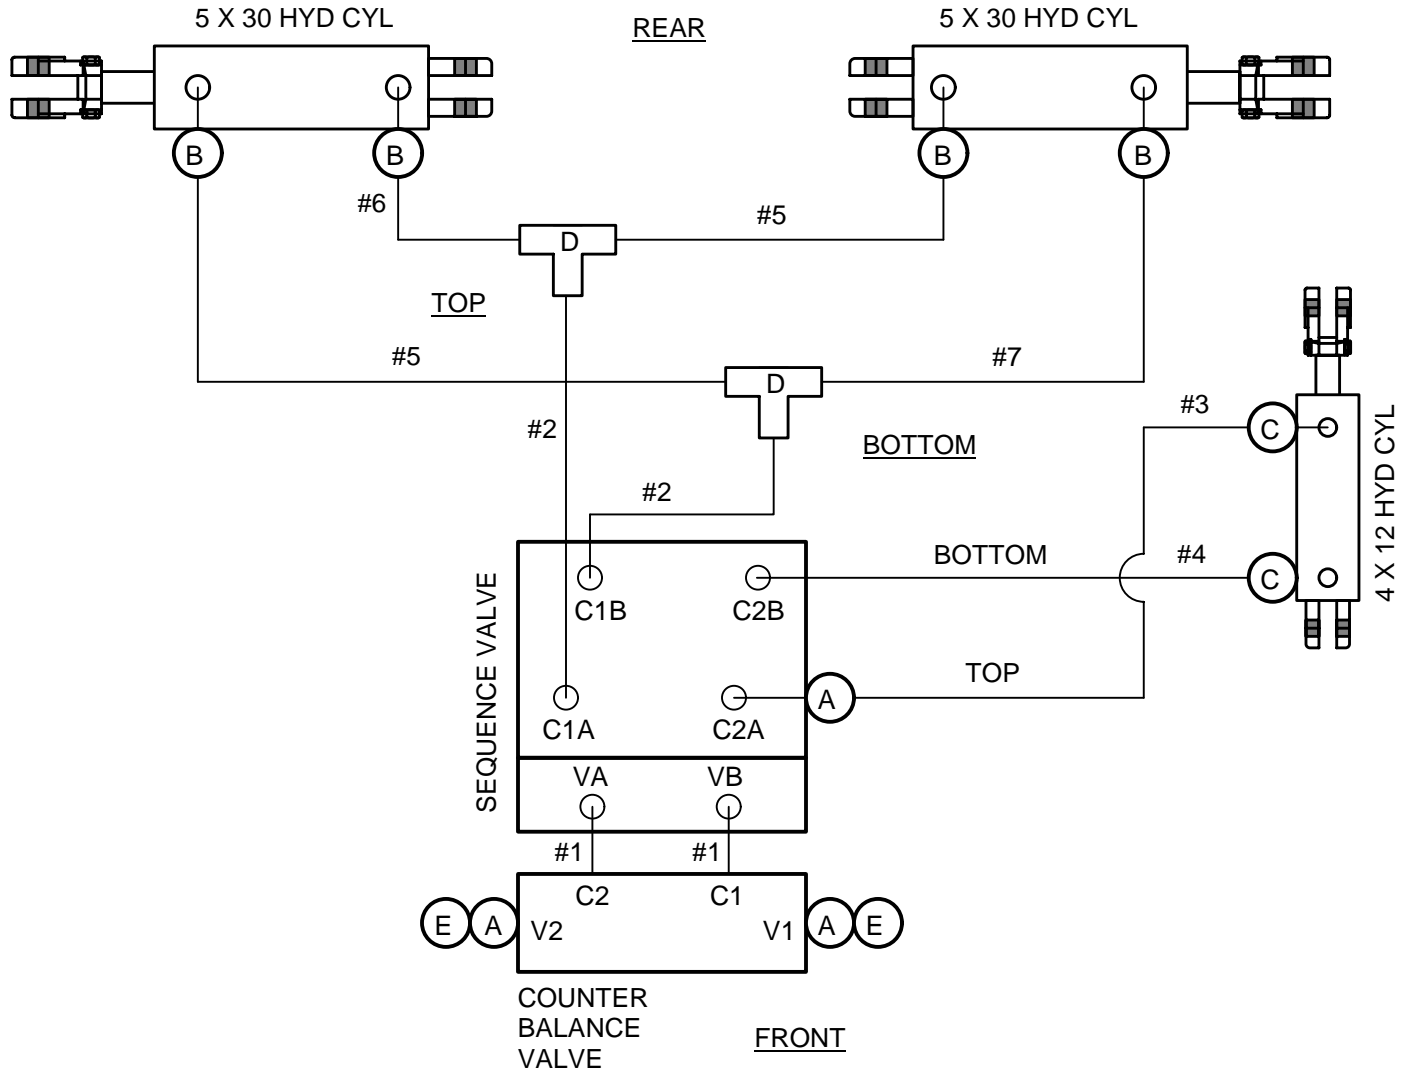 5 X 30 HYD CYL
REAR
5 X 30 HYD CYL
B
B
B
B
#6
#5
D
TOP
#5
#7
D
#3
C
#2
BOTTOM
4 X 12 HYD CYL
#2
BOTTOM
#4
C
C1B
C2B
SEQUENCE VALVE
TOP
A
C1A
C2A
VA
VB
#1
#1
C2
C1
E
A
V2
V1
A
E
COUNTER
BALANCE
VALVE
FRONT